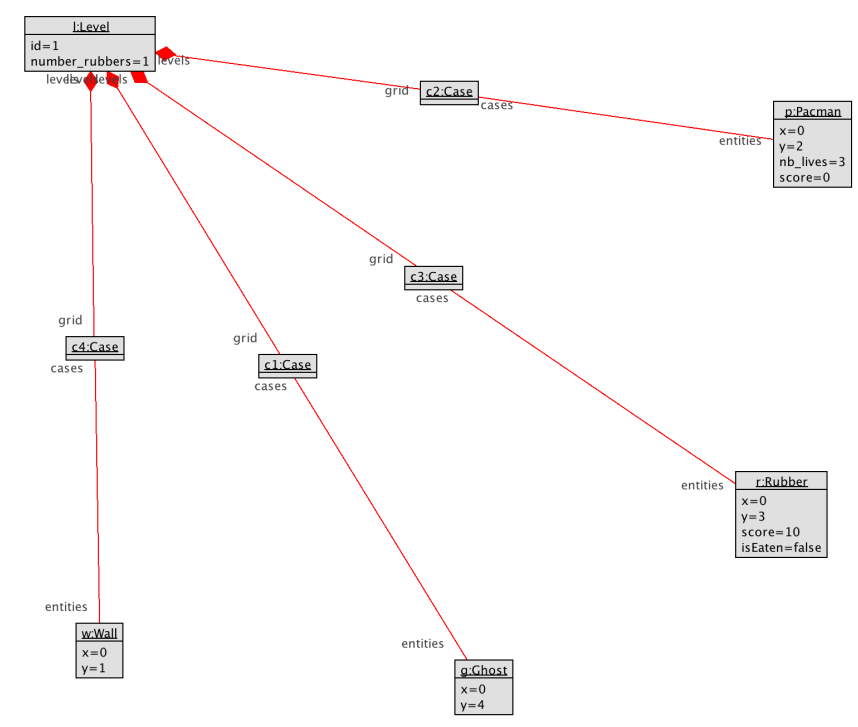 l:Level
id=1
number_rubbers=1
levels
levels
levels
levels
grid
c2:Case
cases
p:Pacman
x=0
y=2
nb_lives=3
score=0
entities
grid
c3:Case
cases
grid
c4:Case
cases
grid
c1:Case
cases
entities
r:Rubber
x=0
y=3
score=10
isEaten=false
entities
w:Wall
x=0
y=1
entities
g:Ghost
x=0
y=4